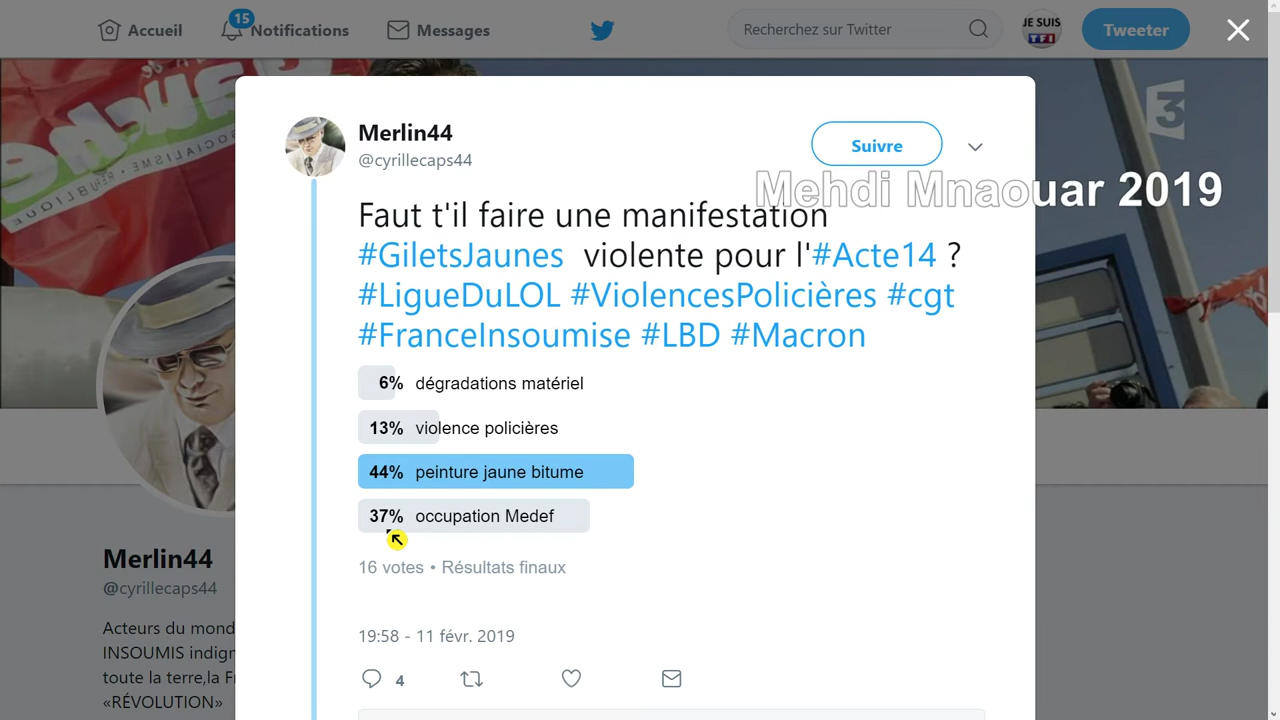 Accueil
15
Notifications
Messages
Recherchez sur Twitter
JE SUIS
TF1
Tweeter
3
Merlin44
@cyrillecaps44
Suivre
Mehdi Mnaouar 2019
Faut t'il faire une manifestation
#GiletsJaunes violente pour l'#Acte14 ?
#LigueDuLOL #ViolencesPolicières #cgt
#FranceInsoumise #LBD #Macron
6% dégradations matériel
13% violence policières
44% peinture jaune bitume
37% occupation Medef
16 votes • Résultats finaux
19:58 - 11 févr. 2019
4
Merlin44
@cyrillecaps44
Acteurs du mond
INSOUMIS indign
toute la terre,la F
«RÉVOLUTION»